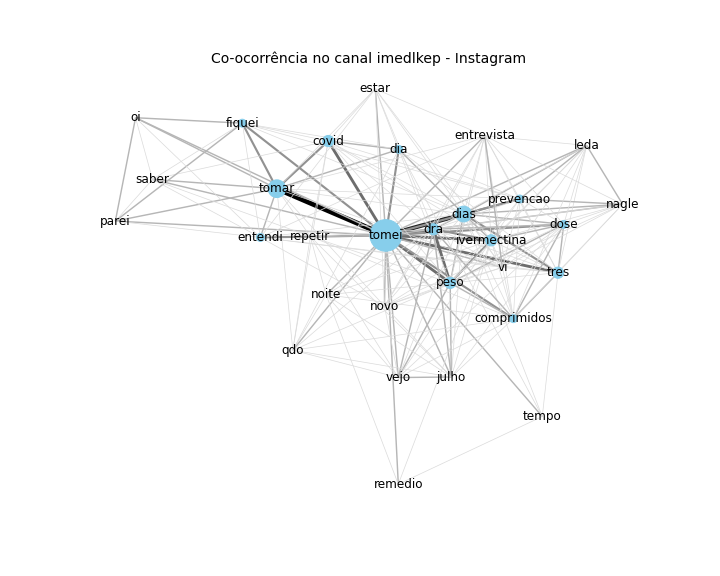 Co-ocorrência no canal imedlkep - Instagram
estar
oi
fiquei
covid
dia
entrevista
leda
saber
tomar
prevencao
nagle
parei
dias
dose
entendi
repetir
tomei
dra
ivermectina
vi
tres
peso
noite
novo
comprimidos
qdo
vejo
julho
tempo
remedio